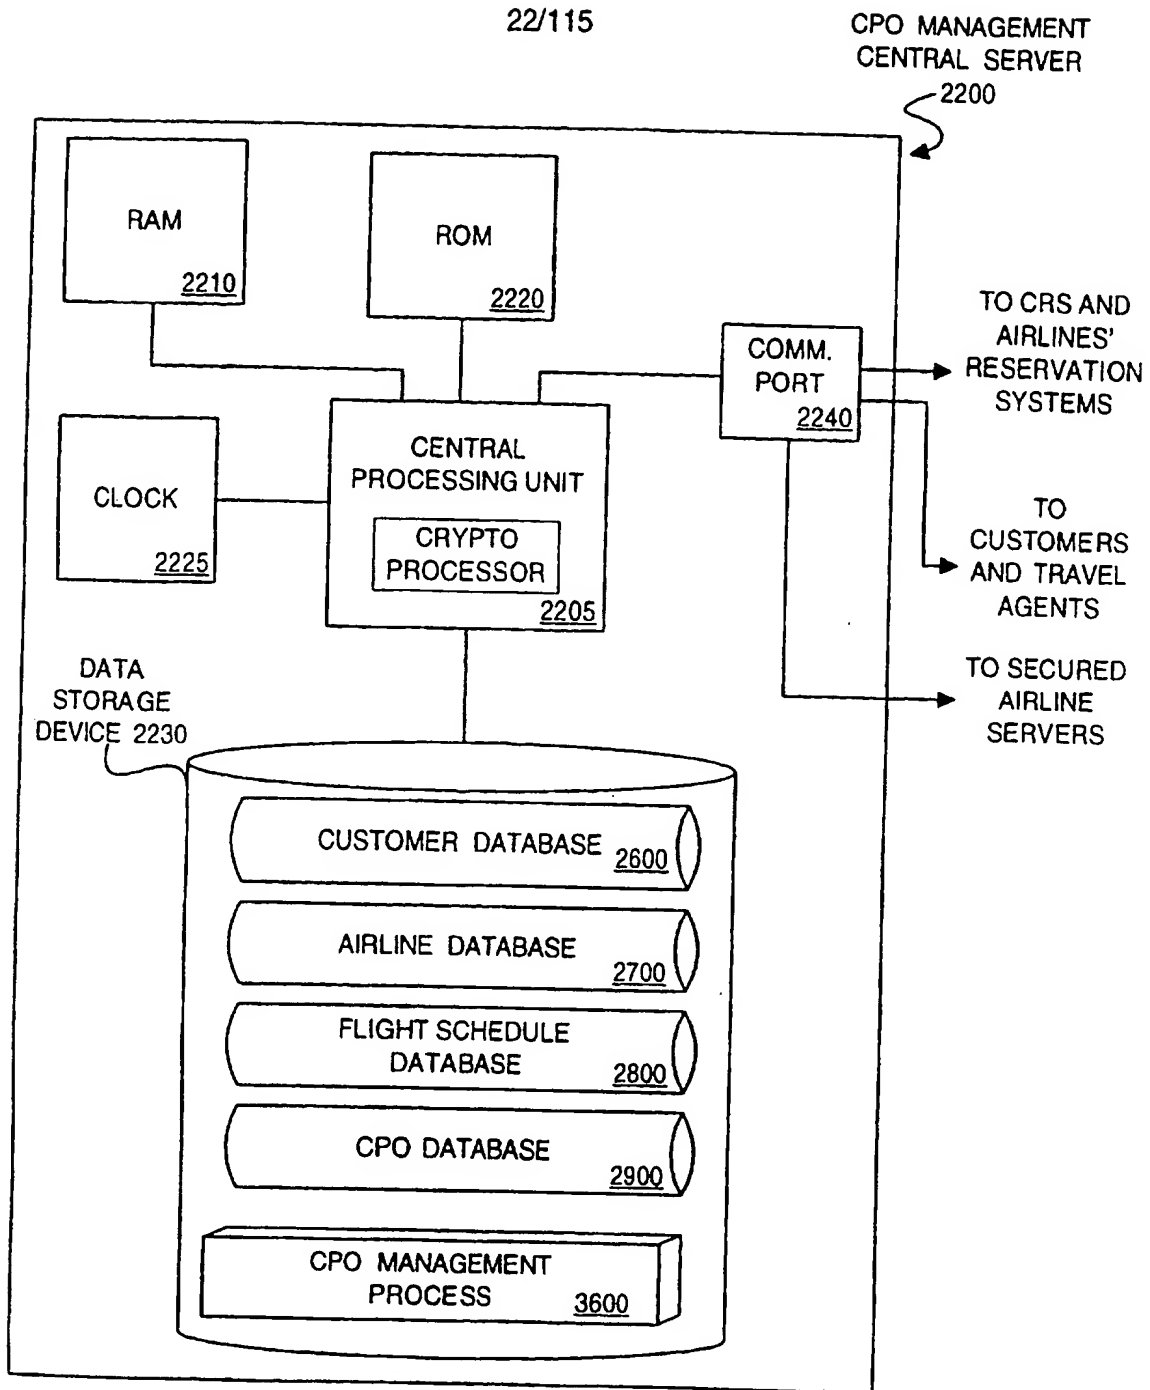 22/115
CPO MANAGEMENT
CENTRAL SERVER
2200
RAM
2210
ROM
2220
COMM.
PORT
2240
TO CRS AND
AIRLINES'
RESERVATION
SYSTEMS
CLOCK
2225
CENTRAL
PROCESSING UNIT
CRYPTO
PROCESSOR
2205
TO
CUSTOMERS
AND TRAVEL
AGENTS
TO SECURED
AIRLINE
SERVERS
DATA
STORAGE
DEVICE 2230
CUSTOMER DATABASE 2600
AIRLINE DATABASE 2700
FLIGHT SCHEDULE
DATABASE 2800
CPO DATABASE 2900
CPO MANAGEMENT
PROCESS 3600